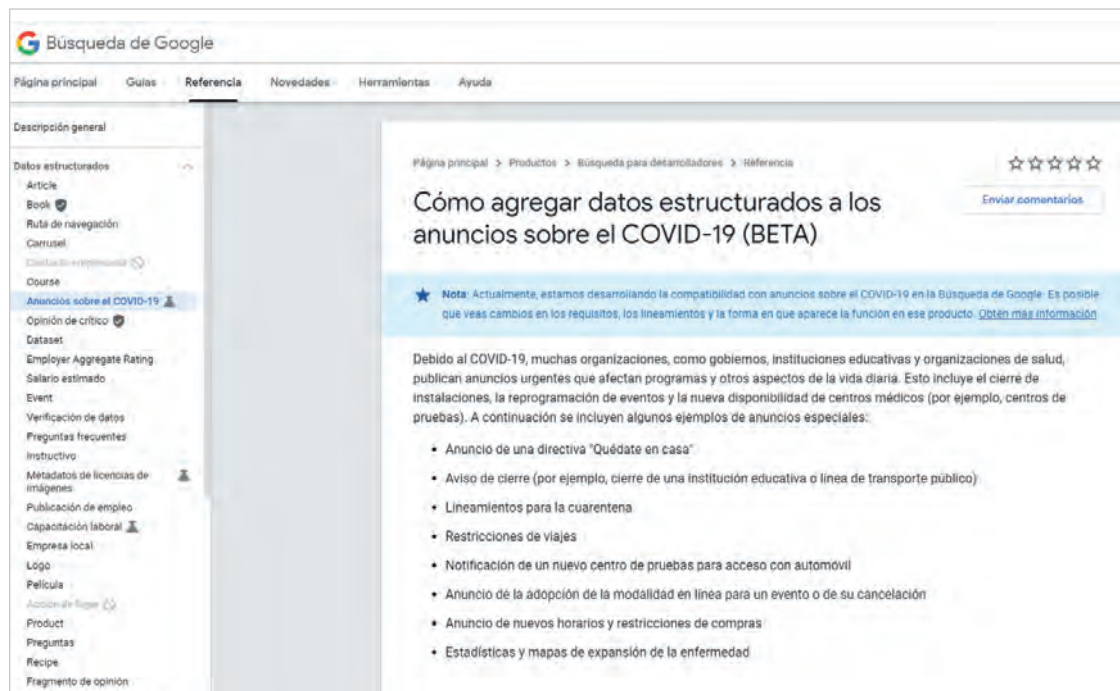 Búsqueda de Google
Página principal Guías Referencia Novedades Herramientas Ayuda
Descripción general
Datos estructurados
Article
Book
Ruta de navegación
Carrusel
Course
Anuncios sobre el COVID-19
Opinión de crítico
Dataset
Employer Aggregate Rating
Salario estimado
Event
Verificación de datos
Preguntas frecuentes
Instructivo
Metadatos de licencias de
imágenes
Publicación de empleo
Capacitación laboral
Empresa local
Logo
Película
Product
Preguntas
Recipe
Fragmento de opinión
Página principal > Productos > Búsqueda para desarrolladores > Referencia
Enviar comentarios
Cómo agregar datos estructurados a los
anuncios sobre el COVID-19 (BETA)
Nota: Actualmente, estamos desarrollando la compatibilidad con anuncios sobre el COVID-19 en la Búsqueda de Google. Es posible
que veas cambios en los requisitos, los lineamientos y la forma en que aparece la función en ese producto. Obtén más información
Debido al COVID-19, muchas organizaciones, como gobiernos, instituciones educativas y organizaciones de salud,
publican anuncios urgentes que afectan programas y otros aspectos de la vida diaria. Esto incluye el cierre de
instalaciones, la reprogramación de eventos y la nueva disponibilidad de centros médicos (por ejemplo, centros de
pruebas). A continuación se incluyen algunos ejemplos de anuncios especiales:
• Anuncio de una directiva "Quédate en casa"
• Aviso de cierre (por ejemplo, cierre de una institución educativa o línea de transporte público)
• Lineamientos para la cuarentena
• Restricciones de viajes
• Notificación de un nuevo centro de pruebas para acceso con automóvil
• Anuncio de la adopción de la modalidad en línea para un evento o de su cancelación
• Anuncio de nuevos horarios y restricciones de compras
• Estadísticas y mapas de expansión de la enfermedad